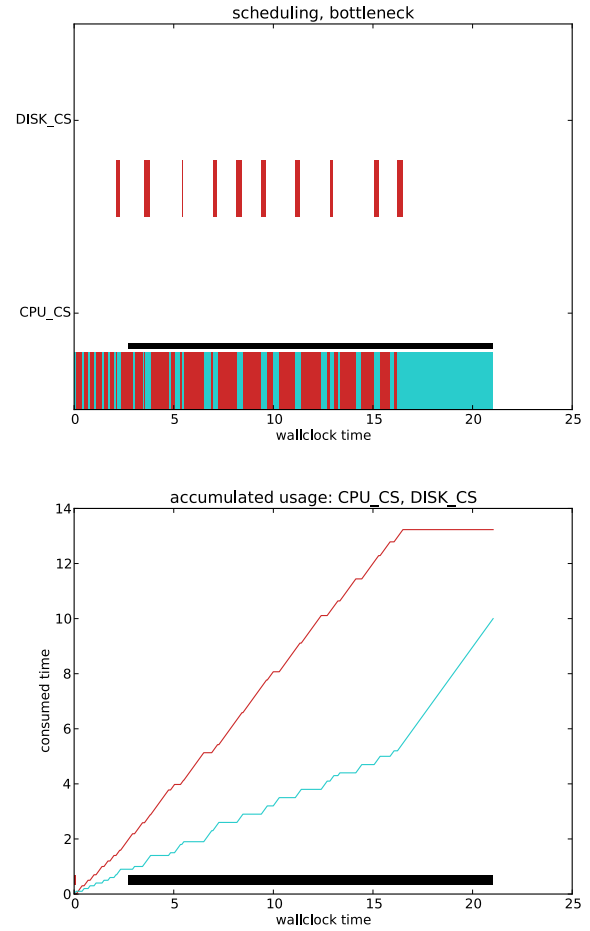 scheduling, bottleneck
DISK_CS
CPU_CS
0 5 10 15 20 25
wallclock time
accumulated usage: CPU_CS, DISK_CS
14
12
10
8
6
4
2
0
consumed time
0 5 10 15 20 25
wallclock time